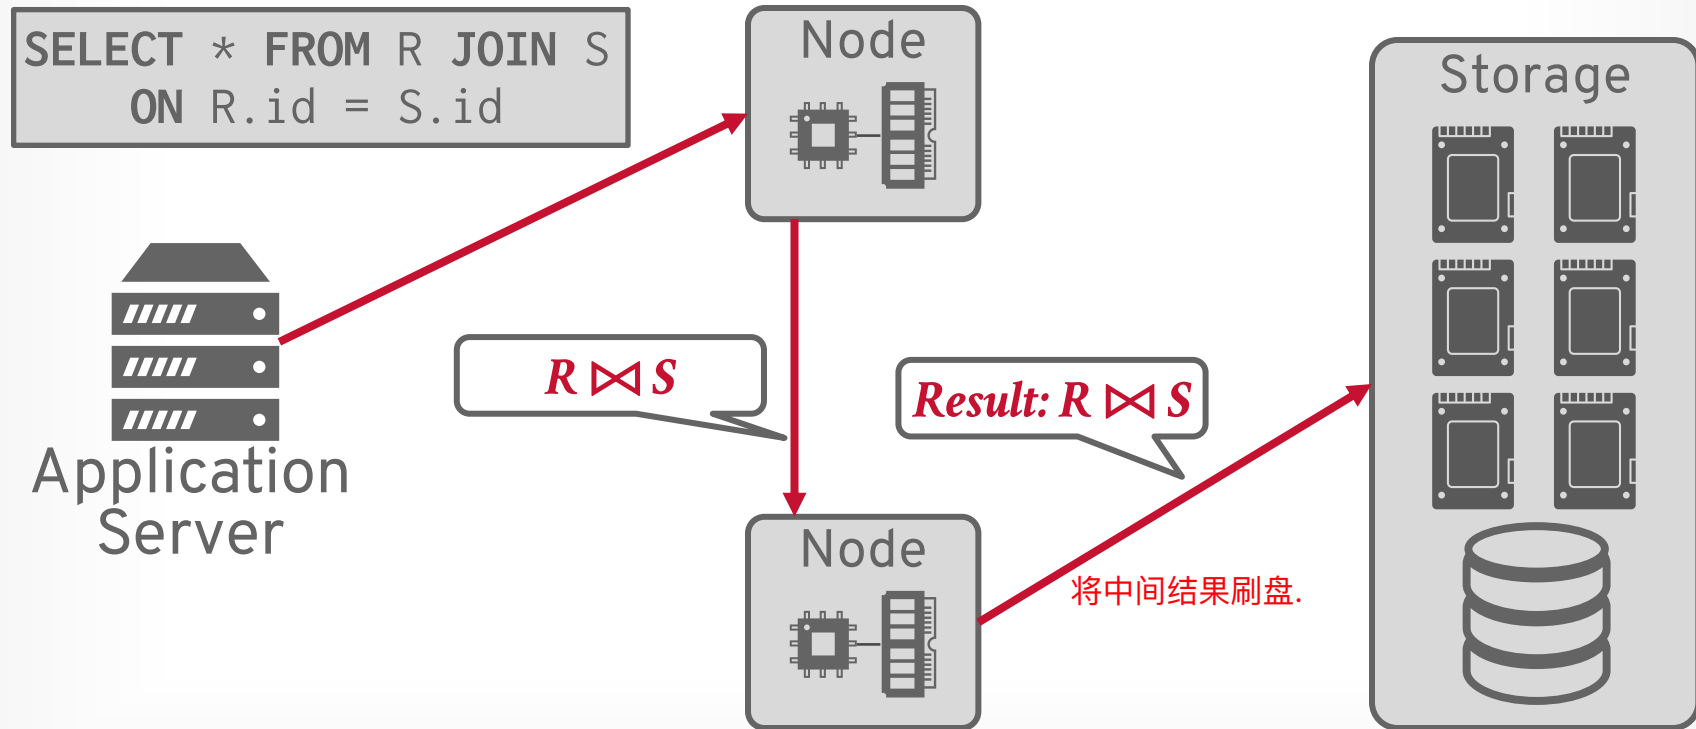 SELECT * FROM R JOIN S
ON R.id = S.id
Node
Storage
R ⋈ S
Result: R ⋈ S
Application
Server
Node
将中间结果刷盘.